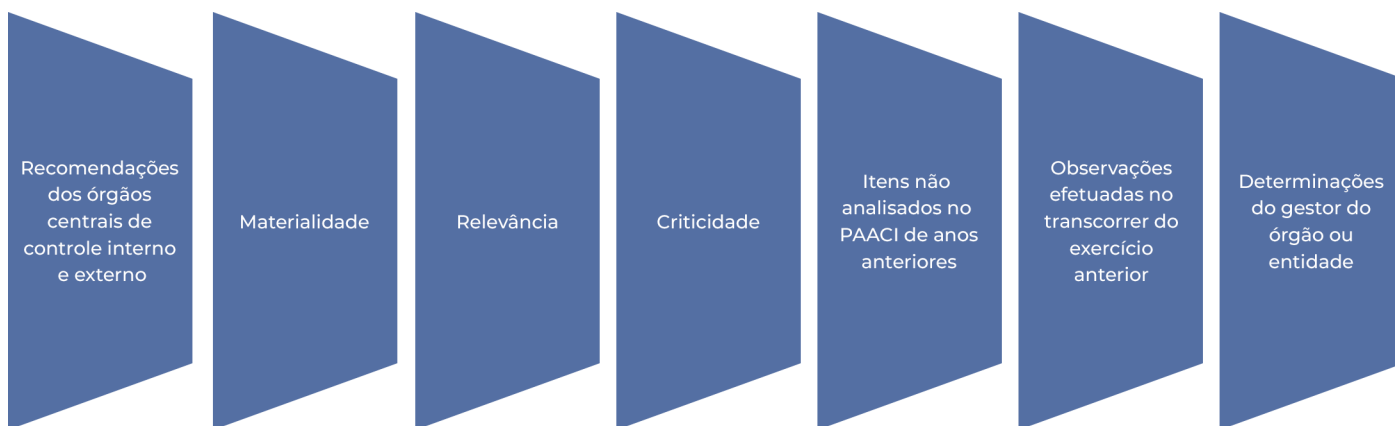 Recomendações
dos órgãos
centrais de
controle interno
e externo
Materialidade
Relevância
Criticidade
Itens não
analisados no
PAACI de anos
anteriores
Observações
efetuadas no
transcorrer do
exercício
anterior
Determinações
do gestor do
órgão ou
entidade